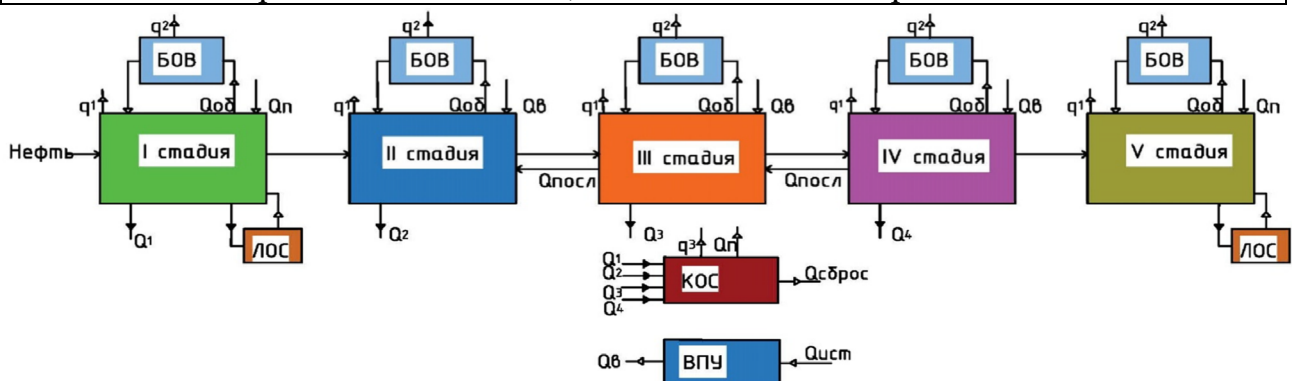 q2 q2 q2 q2 q2
БОВ БОВ БОВ БОВ БОВ
q1 Qоб Qп q1 Qоб Qв q1 Qоб Qв q1 Qоб Qв q1 Qоб Qп
Нефть I стадия II стадия III стадия IV стадия V стадия
Qпосл Qпосл
Q1 Q2 Q3 Q4
ЛОС ЛОС
q3 Qп
Q1
Q2
Q3
Q4
КОС Qсброс
Qв ВПУ Qист